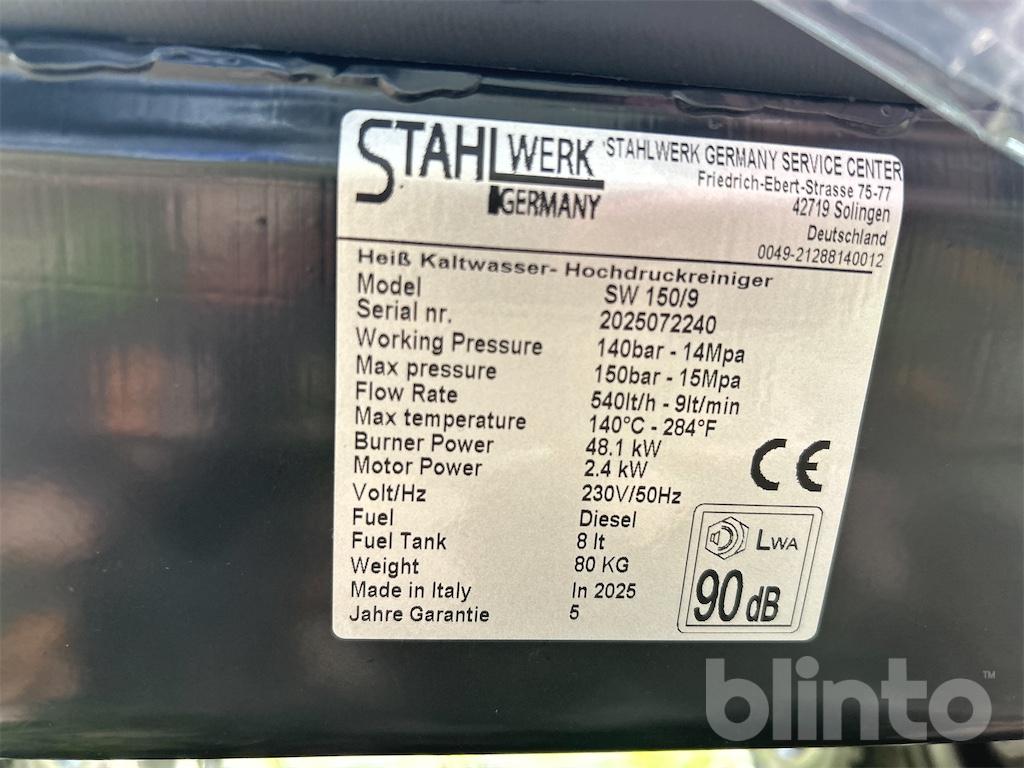 STAHLWERK
GERMANY
'STAHLWERK GERMANY SERVICE CENTER
Friedrich-Ebert-Strasse 75-77
42719 Solingen
Deutschland
0049-21288140012
Heiß Kaltwasser- Hochdruckreiniger
Model SW 150/9
Serial nr. 2025072240
Working Pressure 140bar - 14Mpa
Max pressure 150bar - 15Mpa
Flow Rate 540lt/h - 9lt/min
Max temperature 140°C - 284°F
Burner Power 48.1 kW
Motor Power 2.4 kW
Volt/Hz 230V/50Hz
Fuel Diesel
Fuel Tank 8 lt
Weight 80 KG
Made in Italy In 2025
Jahre Garantie 5
CE
LWA
90 dB
blinto™